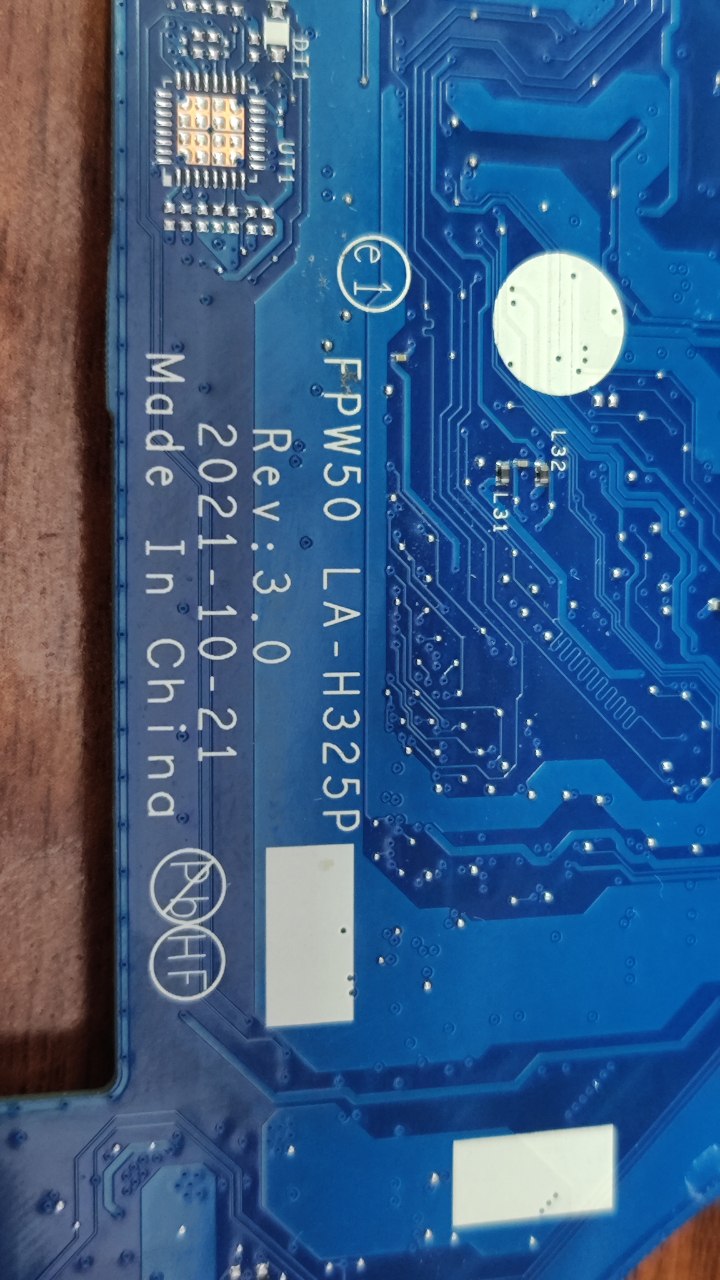 DT1
UT1
e1
FPW50 LA-H325P
Rev:3.0
2021-10-21
Made In China
Pb
HF
L32
L31